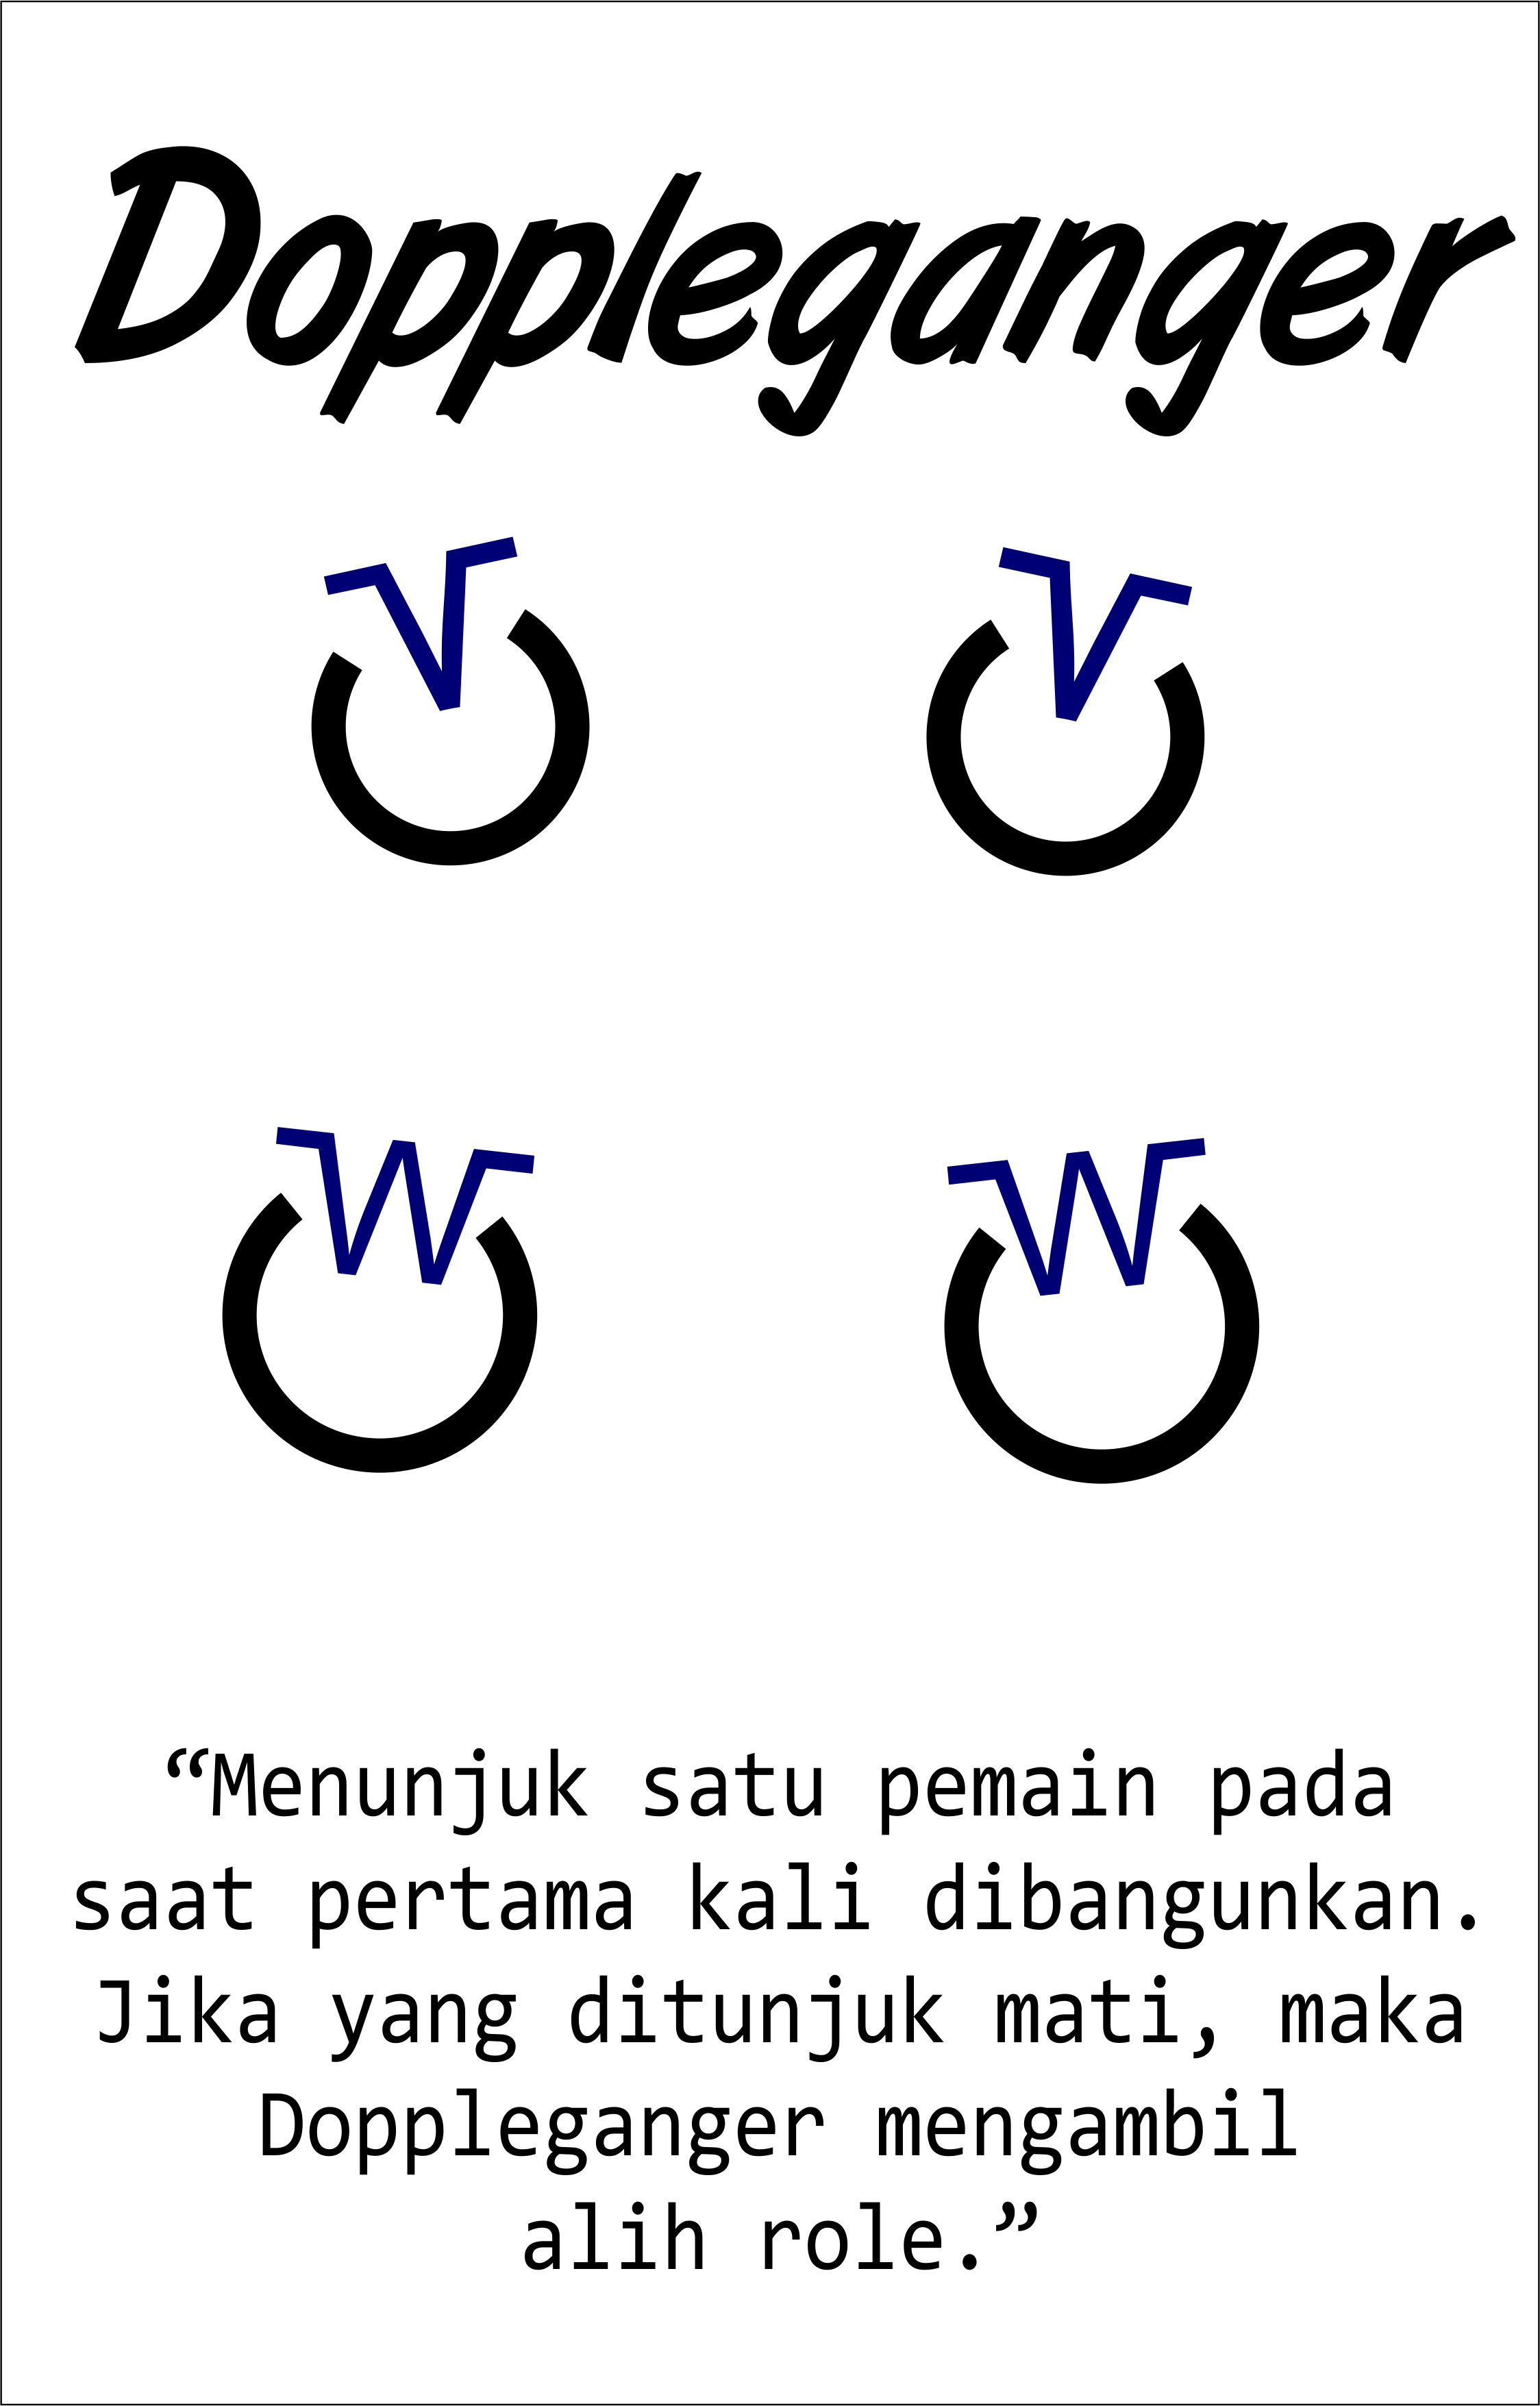 Doppleganger
V V
W W
“Menunjuk satu pemain pada
saat pertama kali dibangunkan.
Jika yang ditunjuk mati, maka
Doppleganger mengambil
alih role.”